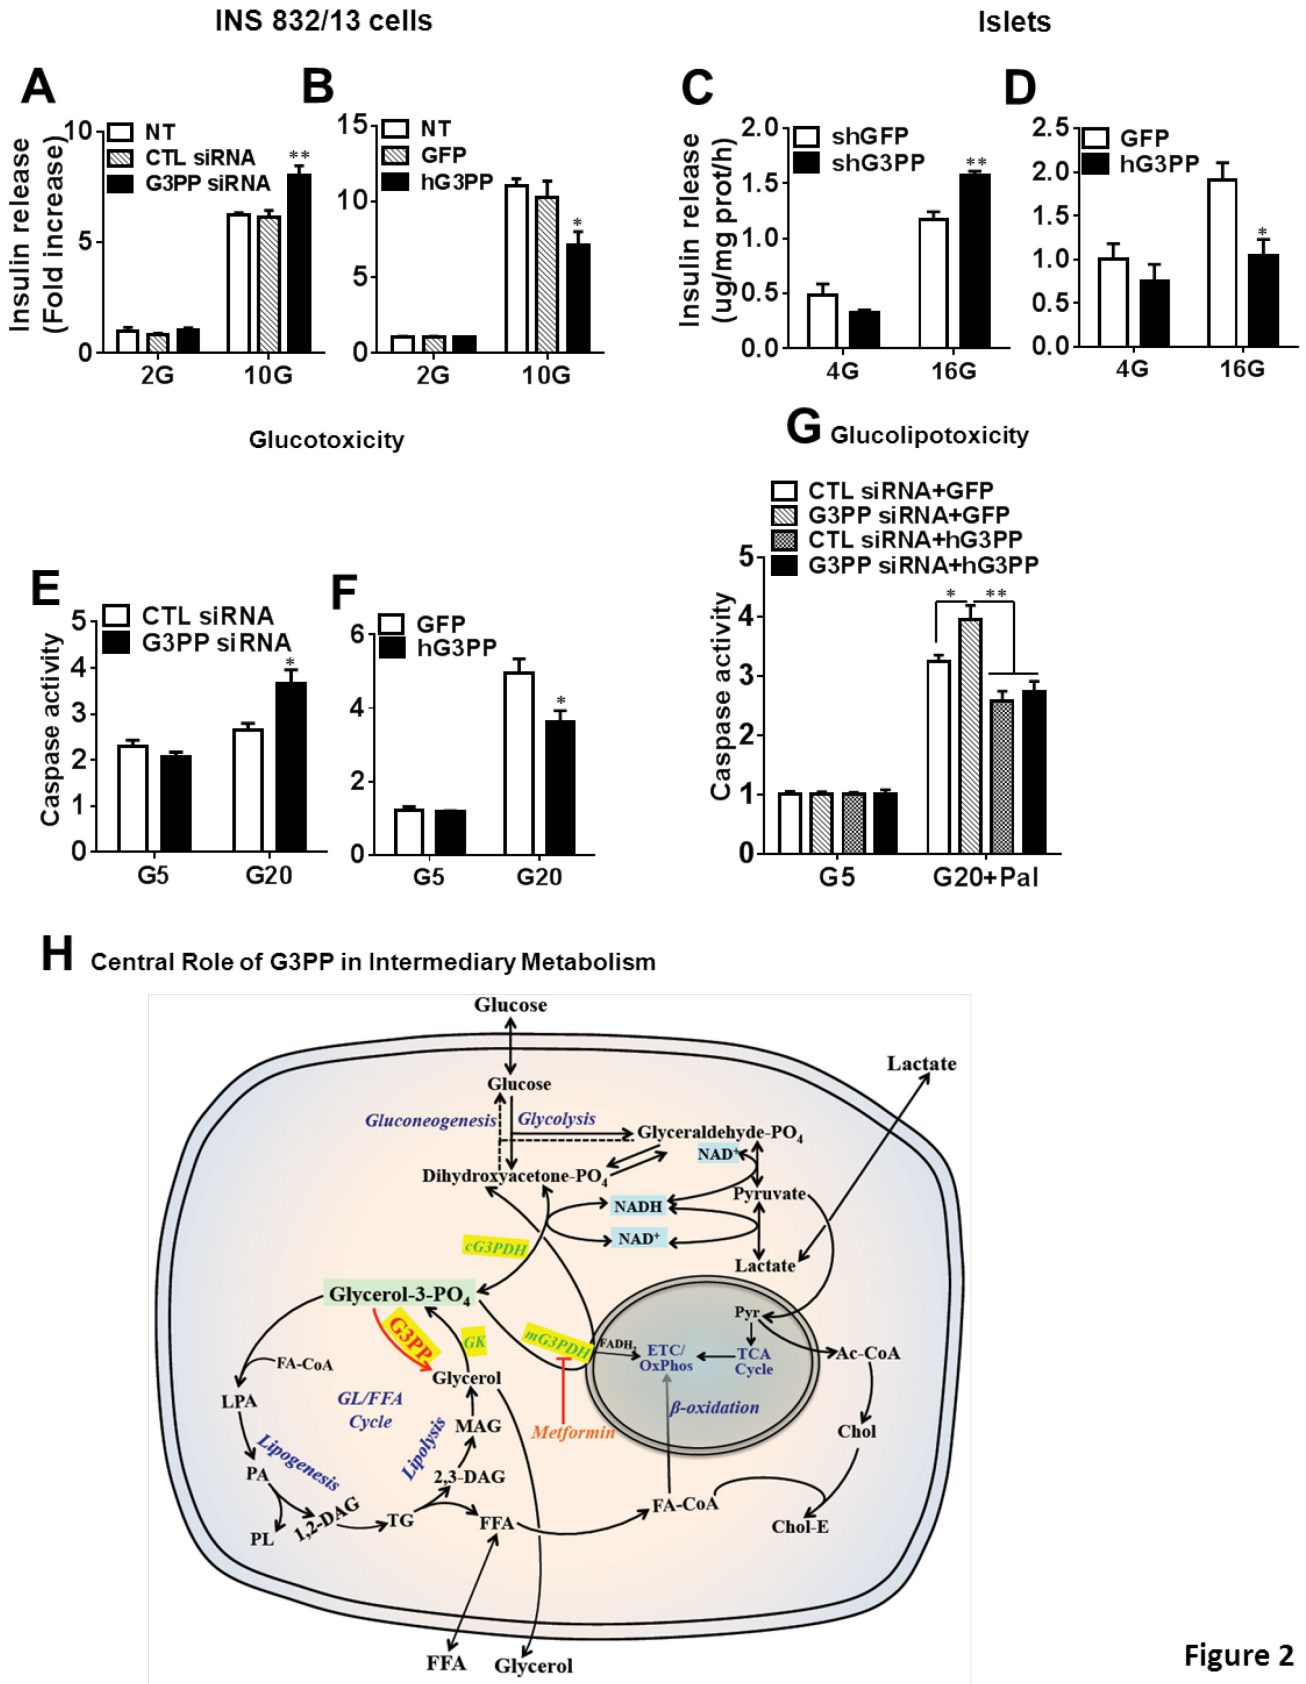 INS 832/13 cells
Islets
A
Insulin release
(Fold increase)
10
5
0
NT
CTL siRNA
G3PP siRNA
**
2G
10G
B
15
10
5
0
NT
GFP
hG3PP
*
2G
10G
C
Insulin release
(ug/mg prot/h)
2.0
1.5
1.0
0.5
0.0
shGFP
shG3PP
**
4G
16G
D
2.5
2.0
1.5
1.0
0.5
0.0
GFP
hG3PP
*
4G
16G
Glucotoxicity
E
Caspase activity
5
4
3
2
1
0
CTL siRNA
G3PP siRNA
*
G5
G20
F
6
4
2
0
GFP
hG3PP
*
G5
G20
G Glucolipotoxicity
CTL siRNA+GFP
G3PP siRNA+GFP
CTL siRNA+hG3PP
G3PP siRNA+hG3PP
Caspase activity
5
4
3
2
1
0
*
**
G5
G20+Pal
H Central Role of G3PP in Intermediary Metabolism
Glucose
Lactate
Glucose
Gluconeogenesis
Glycolysis
Glyceraldehyde-PO4
NAD+
Dihydroxyacetone-PO4
Pyruvate
NADH
NAD+
cG3PDH
Lactate
Glycerol-3-PO4
G3PP
GK
mG3PDH
FADH2
Pyr
ETC/
OxPhos
TCA
Cycle
Ac-CoA
FA-CoA
Glycerol
LPA
GL/FFA
Cycle
β-oxidation
MAG
Metformin
Chol
Lipogenesis
Lipolysis
PA
2,3-DAG
FA-CoA
1,2-DAG
TG
FFA
Chol-E
PL
FFA
Glycerol
Figure 2